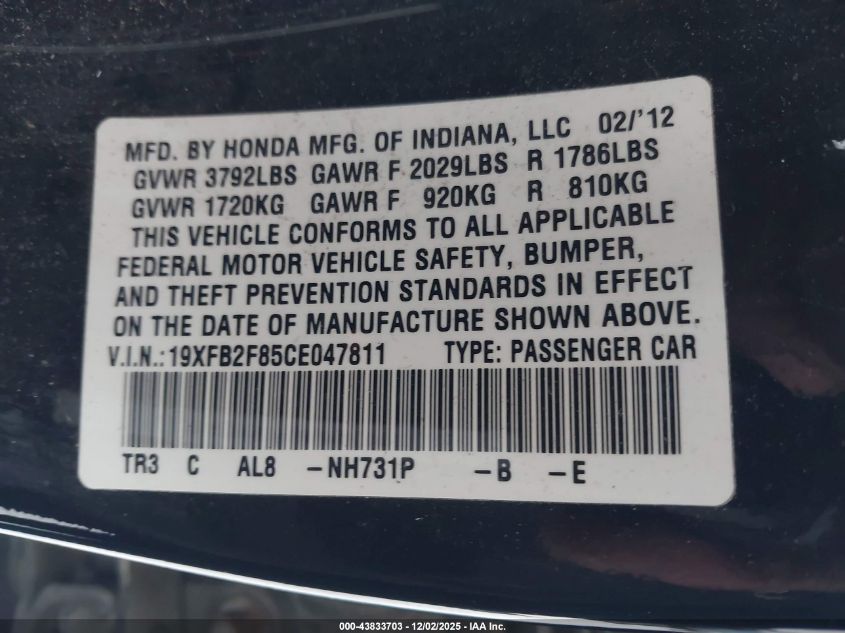 MFD. BY HONDA MFG. OF INDIANA, LLC 02/'12
GVWR 3792LBS GAWR F 2029LBS R 1786LBS
GVWR 1720KG GAWR F 920KG R 810KG
THIS VEHICLE CONFORMS TO ALL APPLICABLE
FEDERAL MOTOR VEHICLE SAFETY, BUMPER,
AND THEFT PREVENTION STANDARDS IN EFFECT
ON THE DATE OF MANUFACTURE SHOWN ABOVE.
V.I.N.:19XFB2F85CE047811 TYPE: PASSENGER CAR
TR3 C AL8 -NH731P -B -E
000-43833703 - 12/02/2025 - IAA Inc.